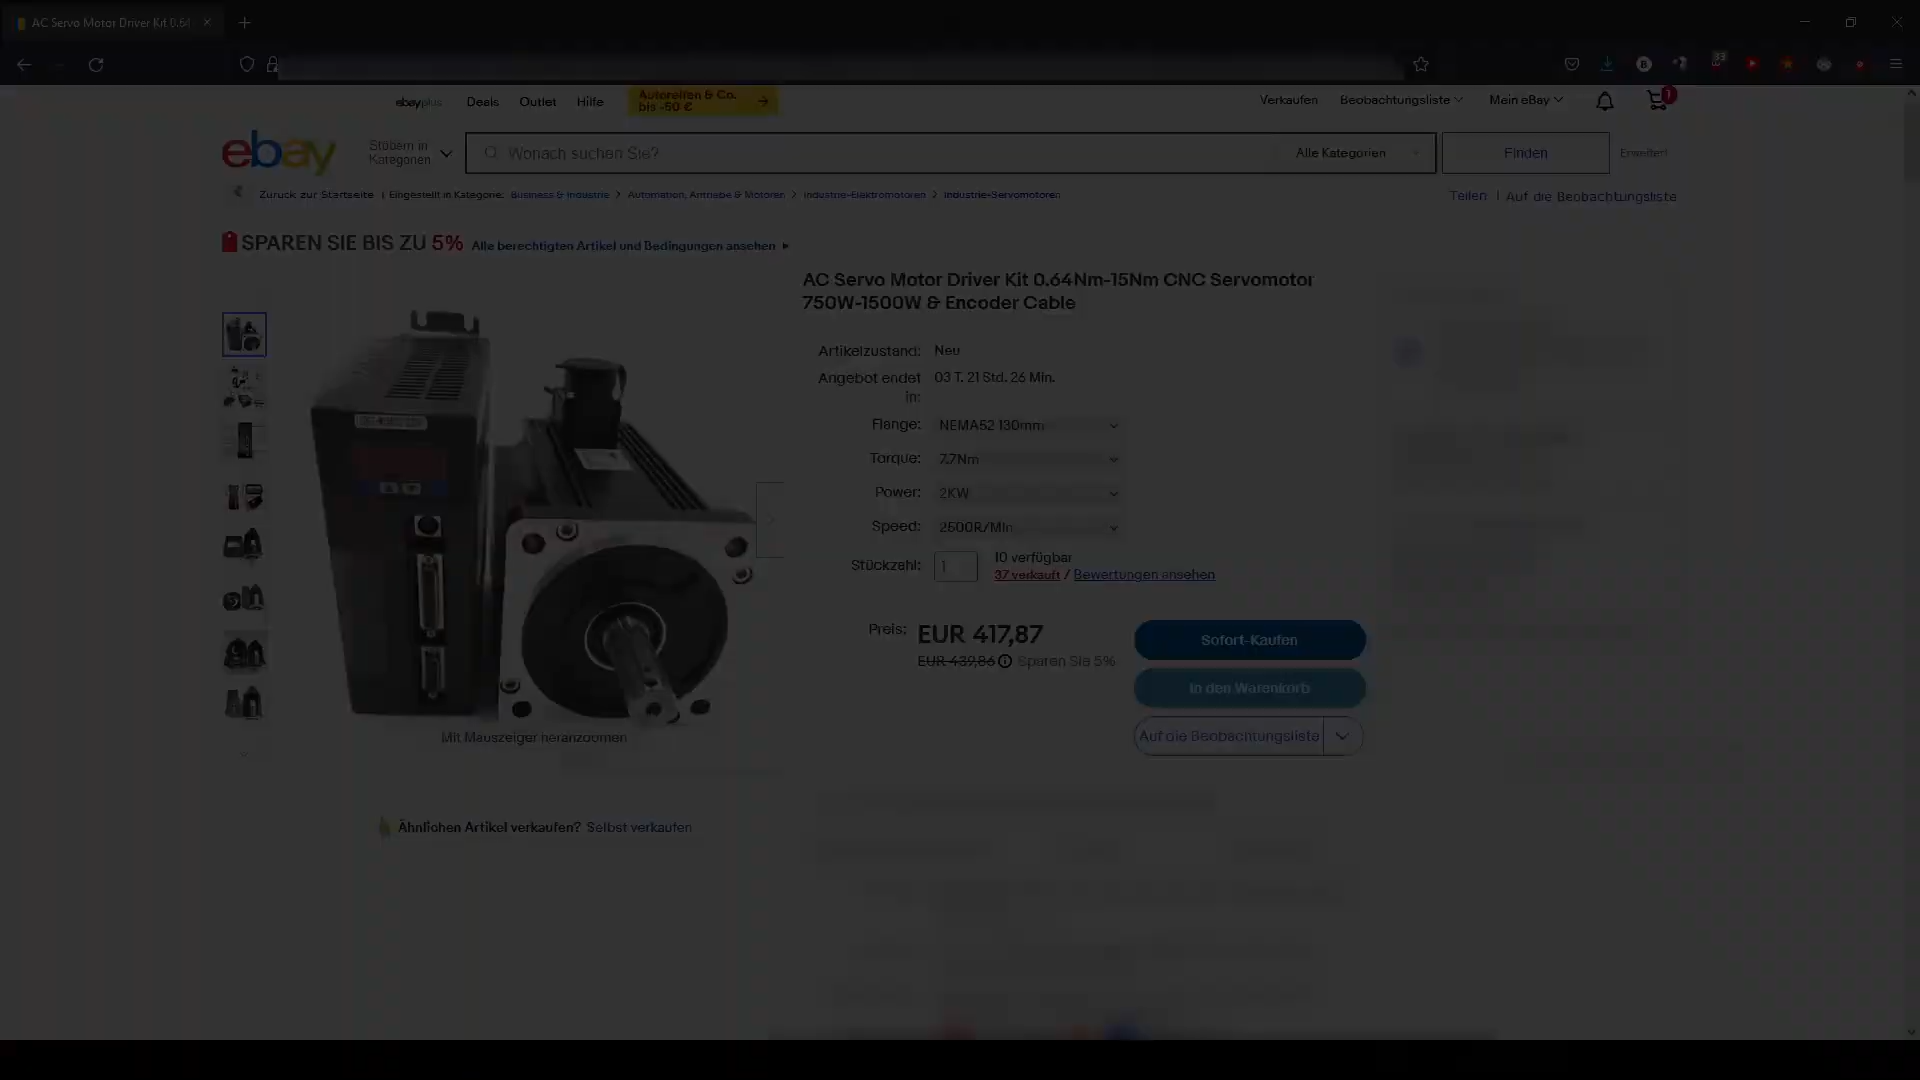 AC Servo Motor Driver Kit 0.64
33
ebayplus
Deals
Outlet
Hilfe
Autoreifen & Co.
bis -50 €
Verkaufen
Beobachtungsliste
Mein eBay
1
ebay
Stöbern in
Kategorien
Wonach suchen Sie?
Alle Kategorien
Finden
Erweitert
Zurück zur Startseite | Eingestellt in Kategorie: Business & Industrie > Automation, Antriebe & Motoren > Industrie-Elektromotoren > Industrie-Servomotoren
Teilen | Auf die Beobachtungsliste
SPAREN SIE BIS ZU 5% Alle berechtigten Artikel und Bedingungen ansehen
AC Servo Motor Driver Kit 0.64Nm-15Nm CNC Servomotor
750W-1500W & Encoder Cable
Artikelzustand: Neu
Angebot endet 03 T. 21 Std. 26 Min.
in:
Flange: NEMA52 130mm
Torque: 7.7Nm
Power: 2KW
Speed: 2500R/Min
Stückzahl: 1
10 verfügbar
37 verkauft / Bewertungen ansehen
Preis: EUR 417,87
EUR 439,86 Sparen Sie 5%
Sofort-Kaufen
In den Warenkorb
Auf die Beobachtungsliste
Mit Mauszeiger heranzoomen
Ähnlichen Artikel verkaufen? Selbst verkaufen